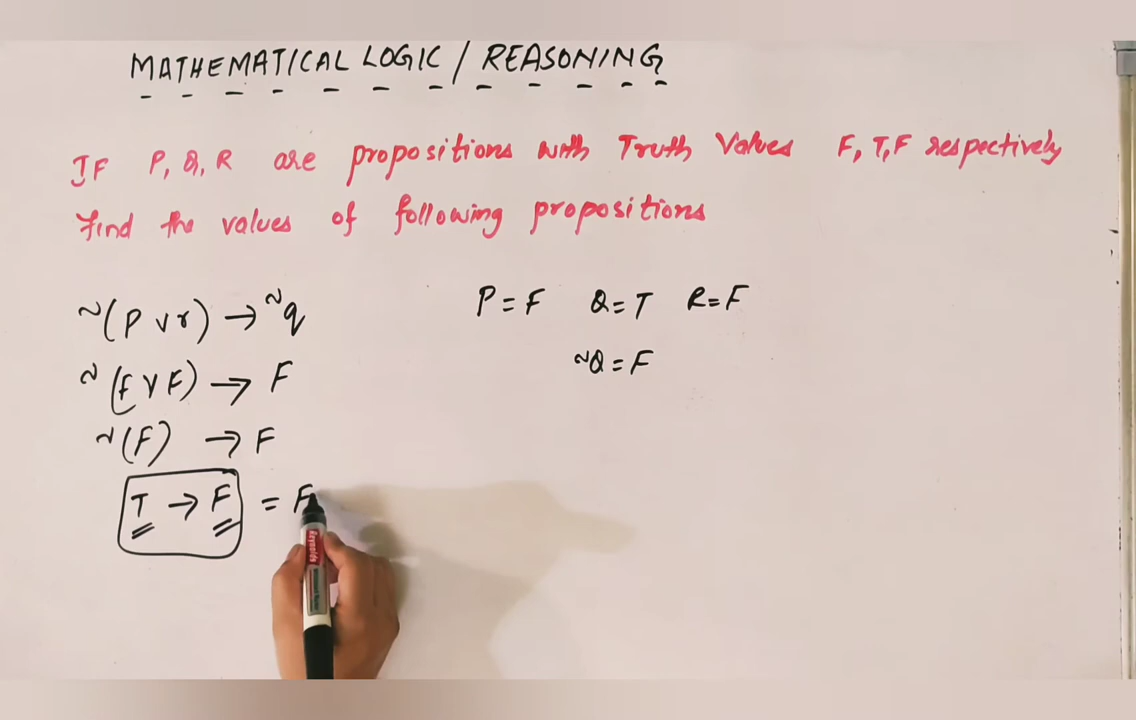 MATHEMATICAL LOGIC / REASONING
IF P, Q, R are propositions with Truth Values F, T, F respectively
find the values of following propositions
~(P ∨ r) → ~q
P = F Q = T R = F
~(F ∨ F) → F
~Q = F
~(F) → F
T → F = F